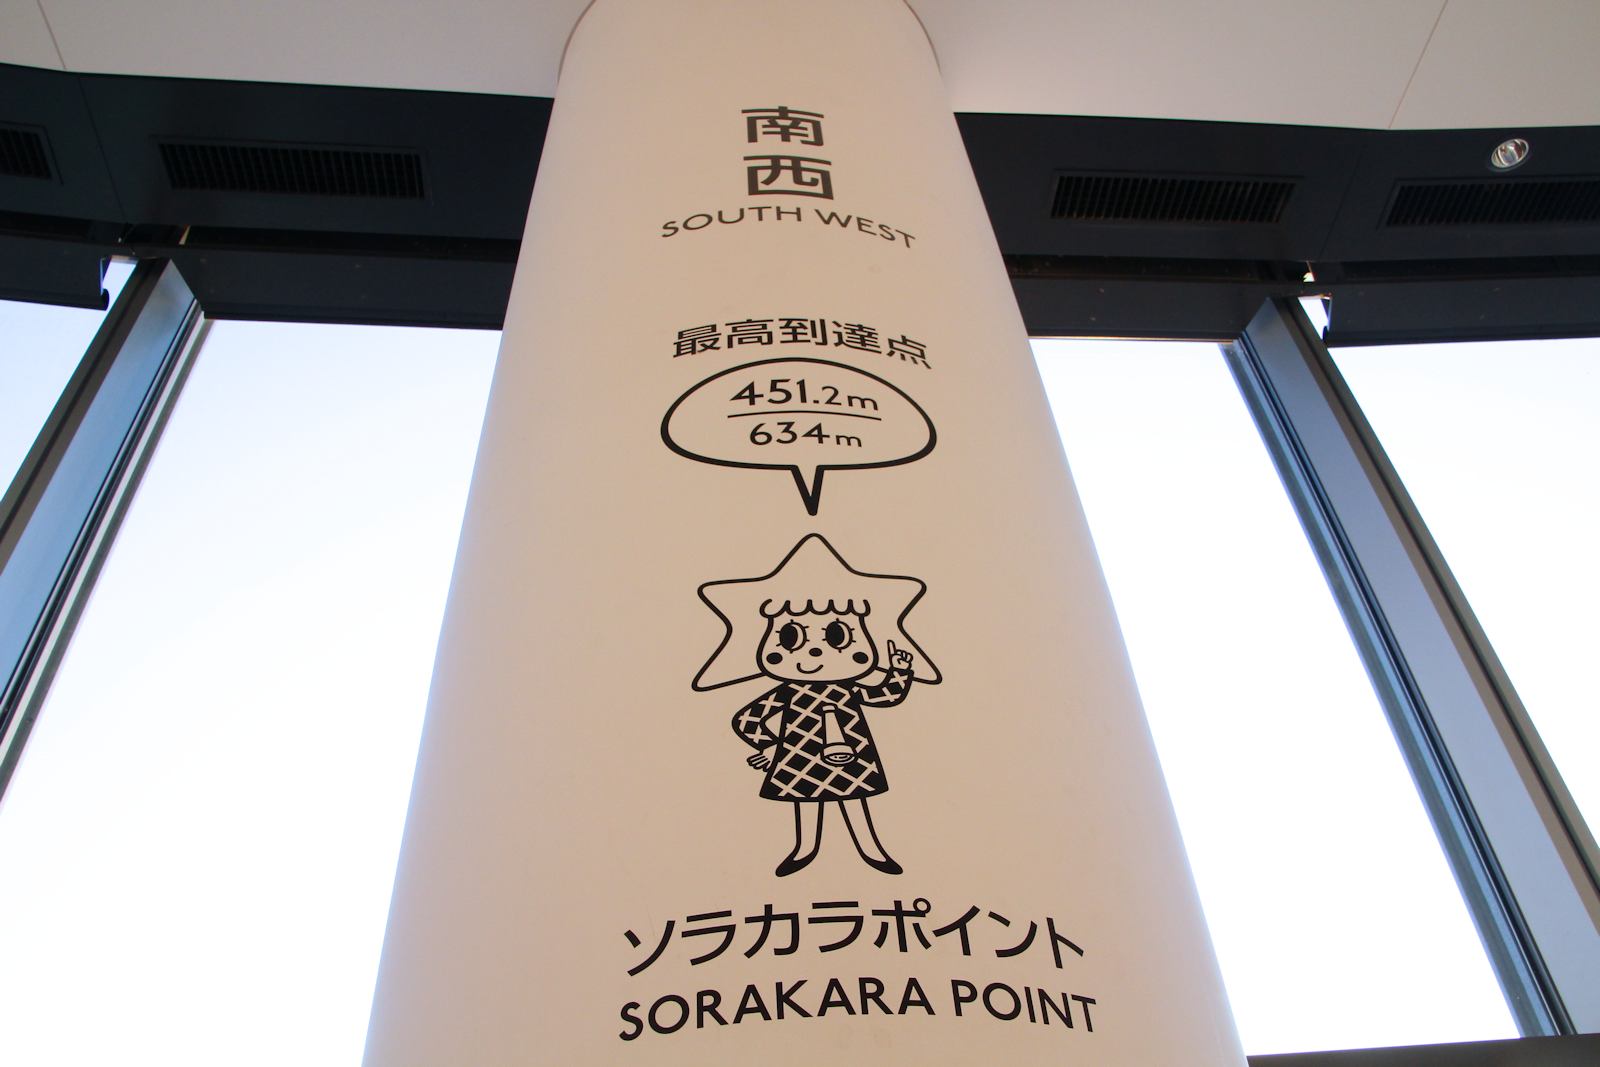 南
西
SOUTH WEST
最高到達点
451.2m
634m
ソラカラポイント
SORAKARA POINT